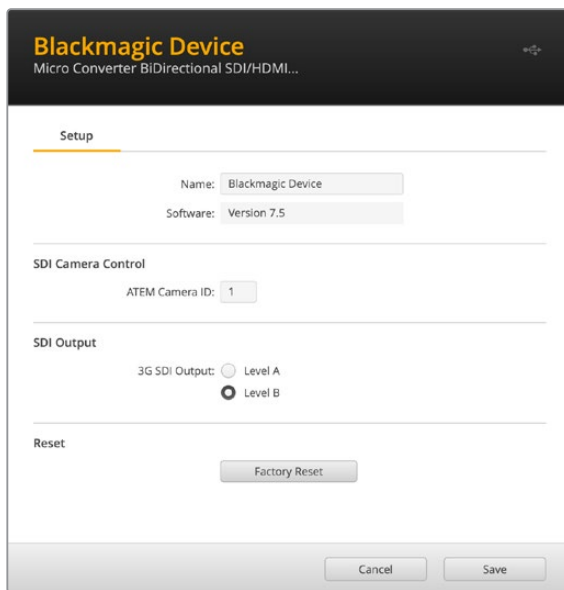 Blackmagic Device
Micro Converter BiDirectional SDI/HDMI...
Setup
Name: Blackmagic Device
Software: Version 7.5
SDI Camera Control
ATEM Camera ID: 1
SDI Output
3G SDI Output: Level A
Level B
Reset
Factory Reset
Cancel Save